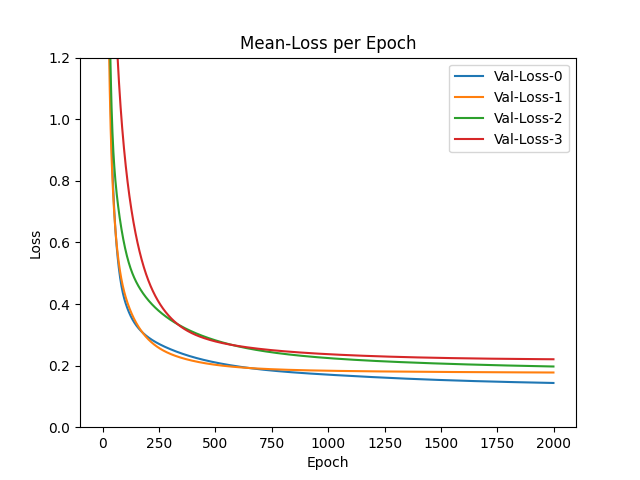 Mean-Loss per Epoch
Val-Loss-0
Val-Loss-1
Val-Loss-2
Val-Loss-3
Loss
1.2
1.0
0.8
0.6
0.4
0.2
0.0
0 250 500 750 1000 1250 1500 1750 2000
Epoch